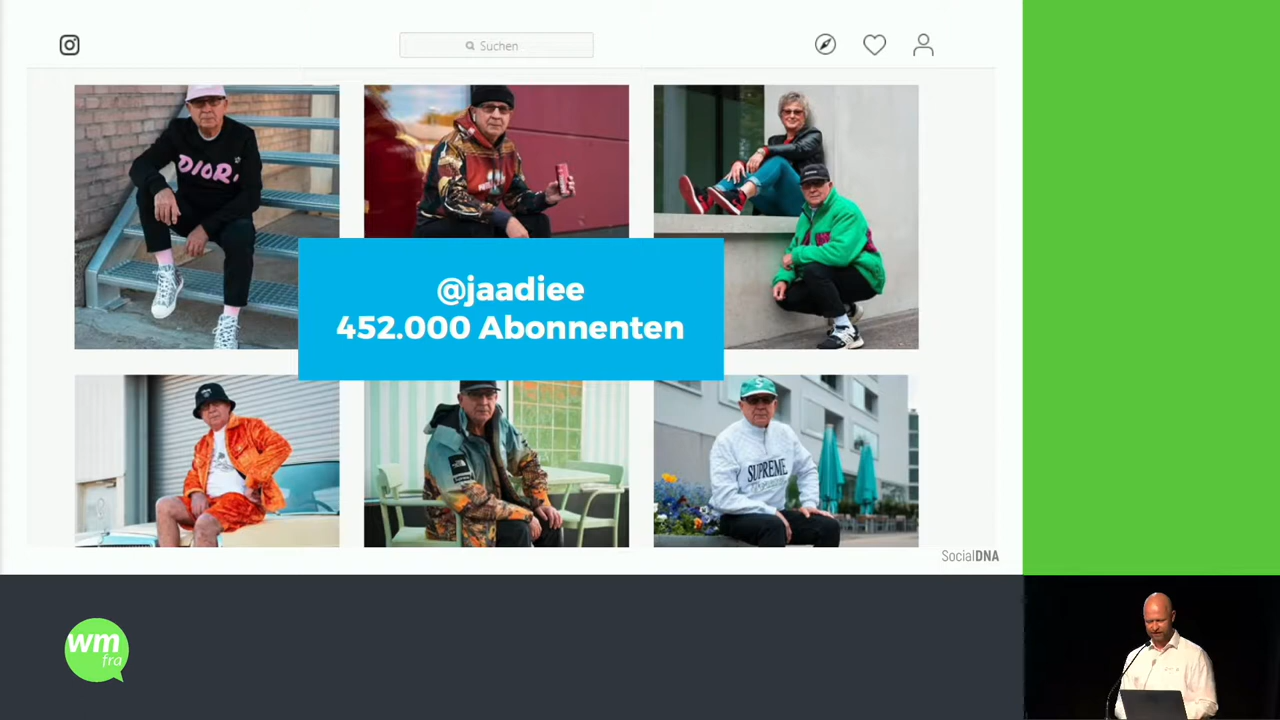 Suchen
DIOR
@jaadiee
452.000 Abonnenten
SUPREME
SocialDNA
wm
fra